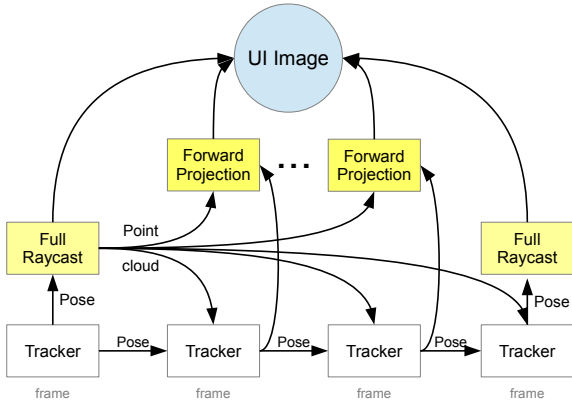 UI Image
Forward
Projection
...
Forward
Projection
Full
Raycast
Point
cloud
Full
Raycast
Pose
Pose
Tracker
Pose
Tracker
Pose
Tracker
Pose
Tracker
frame
frame
frame
frame